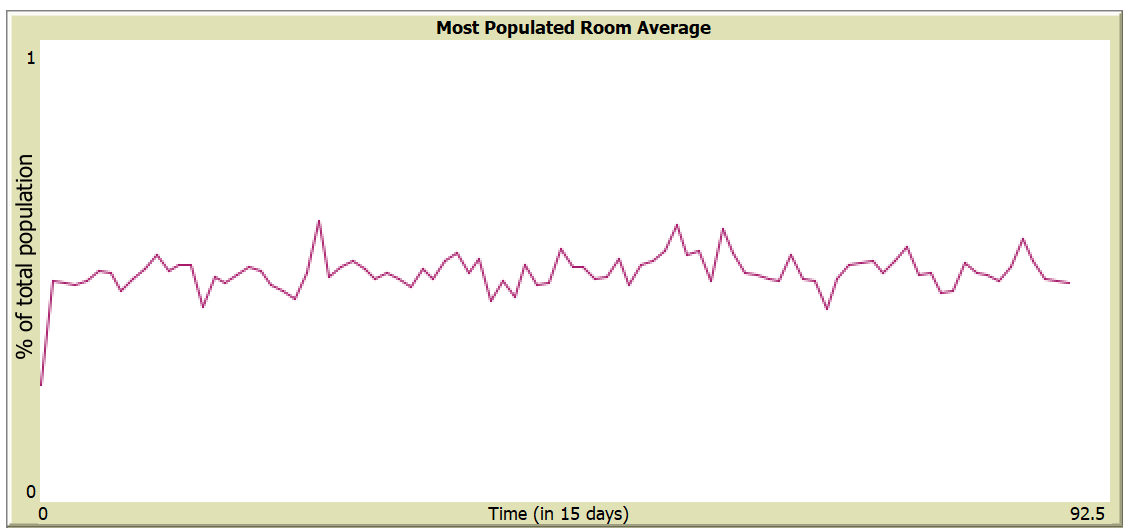 Most Populated Room Average
1
% of total population
0
0
Time (in 15 days)
92.5